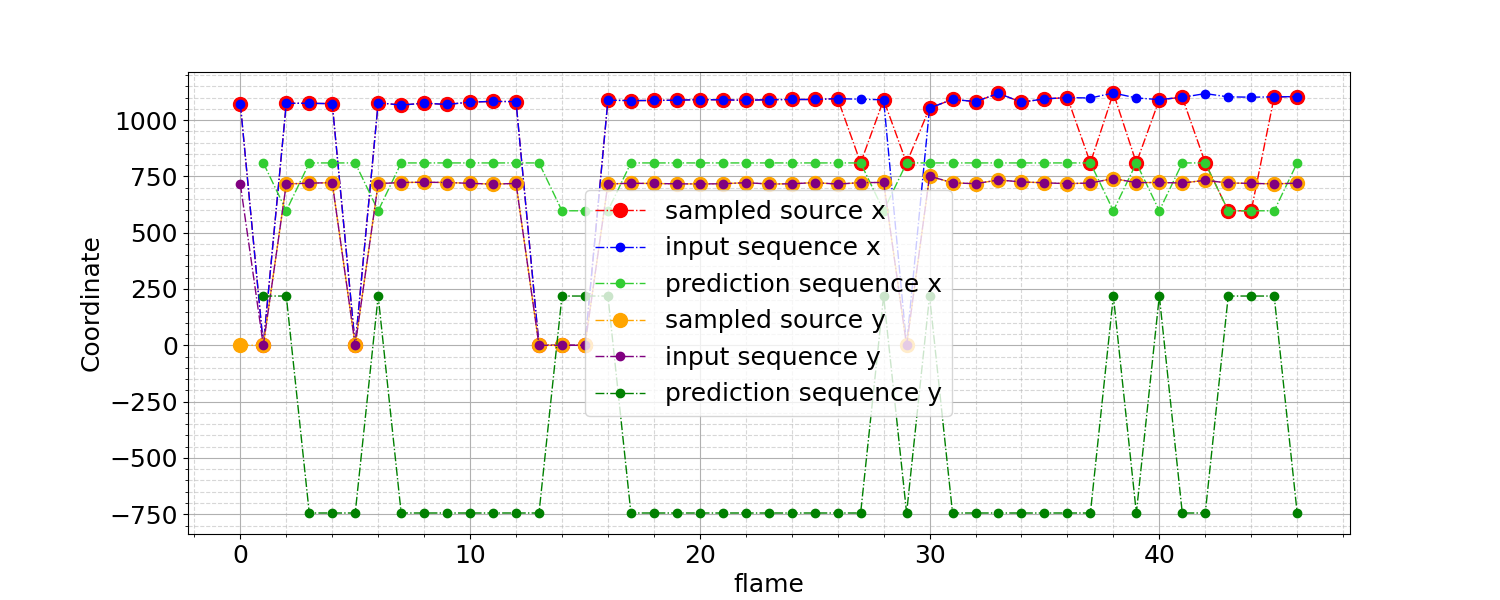 1000
750
500
250
0
−250
−500
−750
Coordinate
sampled source x
input sequence x
prediction sequence x
sampled source y
input sequence y
prediction sequence y
0 10 20 30 40
flame